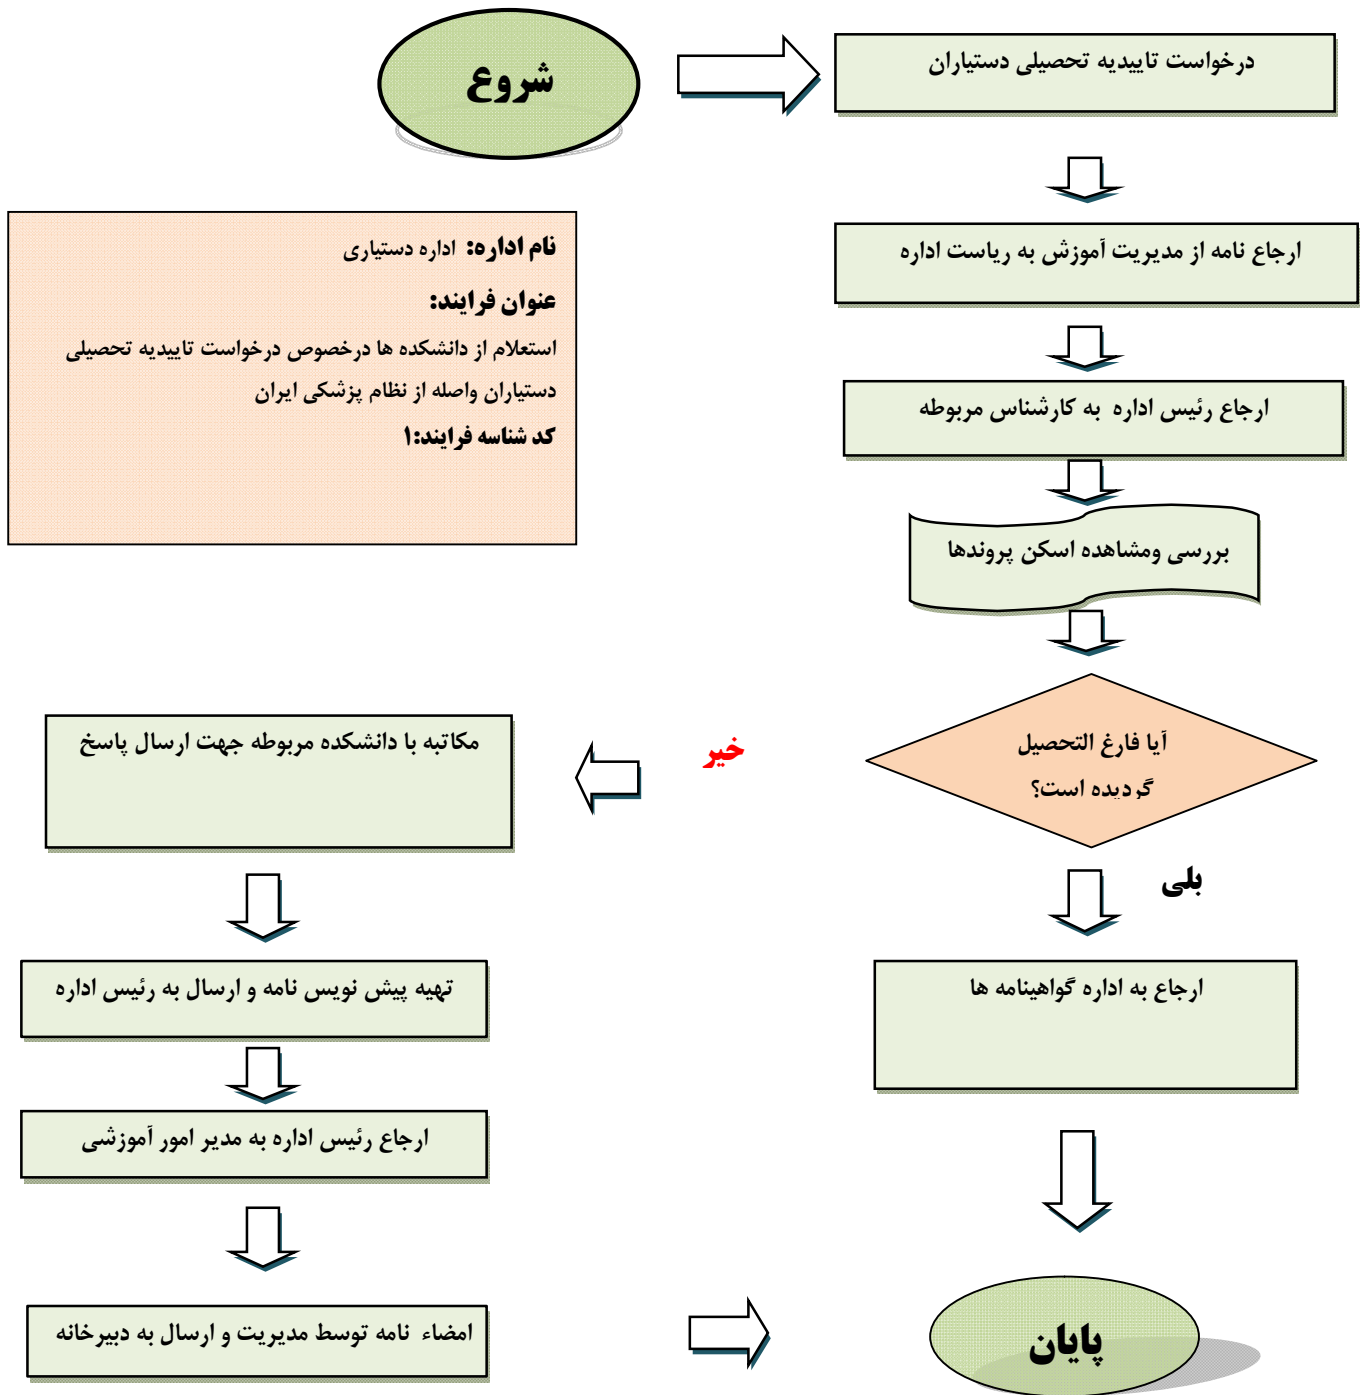 شروع
درخواست تاییدیه تحصیلی دستیاران
نام اداره: اداره دستیاری
عنوان فرایند:
استعلام از دانشکده ها درخصوص درخواست تاییدیه تحصیلی
دستیاران واصله از نظام پزشکی ایران
کد شناسه فرایند:۱
ارجاع نامه از مدیریت آموزش به ریاست اداره
ارجاع رئیس اداره به کارشناس مربوطه
بررسی ومشاهده اسکن پروندها
آیا فارغ التحصیل
گردیده است؟
خیر
مکاتبه با دانشکده مربوطه جهت ارسال پاسخ
بلی
ارجاع به اداره گواهینامه ها
تهیه پیش نویس نامه و ارسال به رئیس اداره
ارجاع رئیس اداره به مدیر امور آموزشی
امضاء نامه توسط مدیریت و ارسال به دبیرخانه
پایان